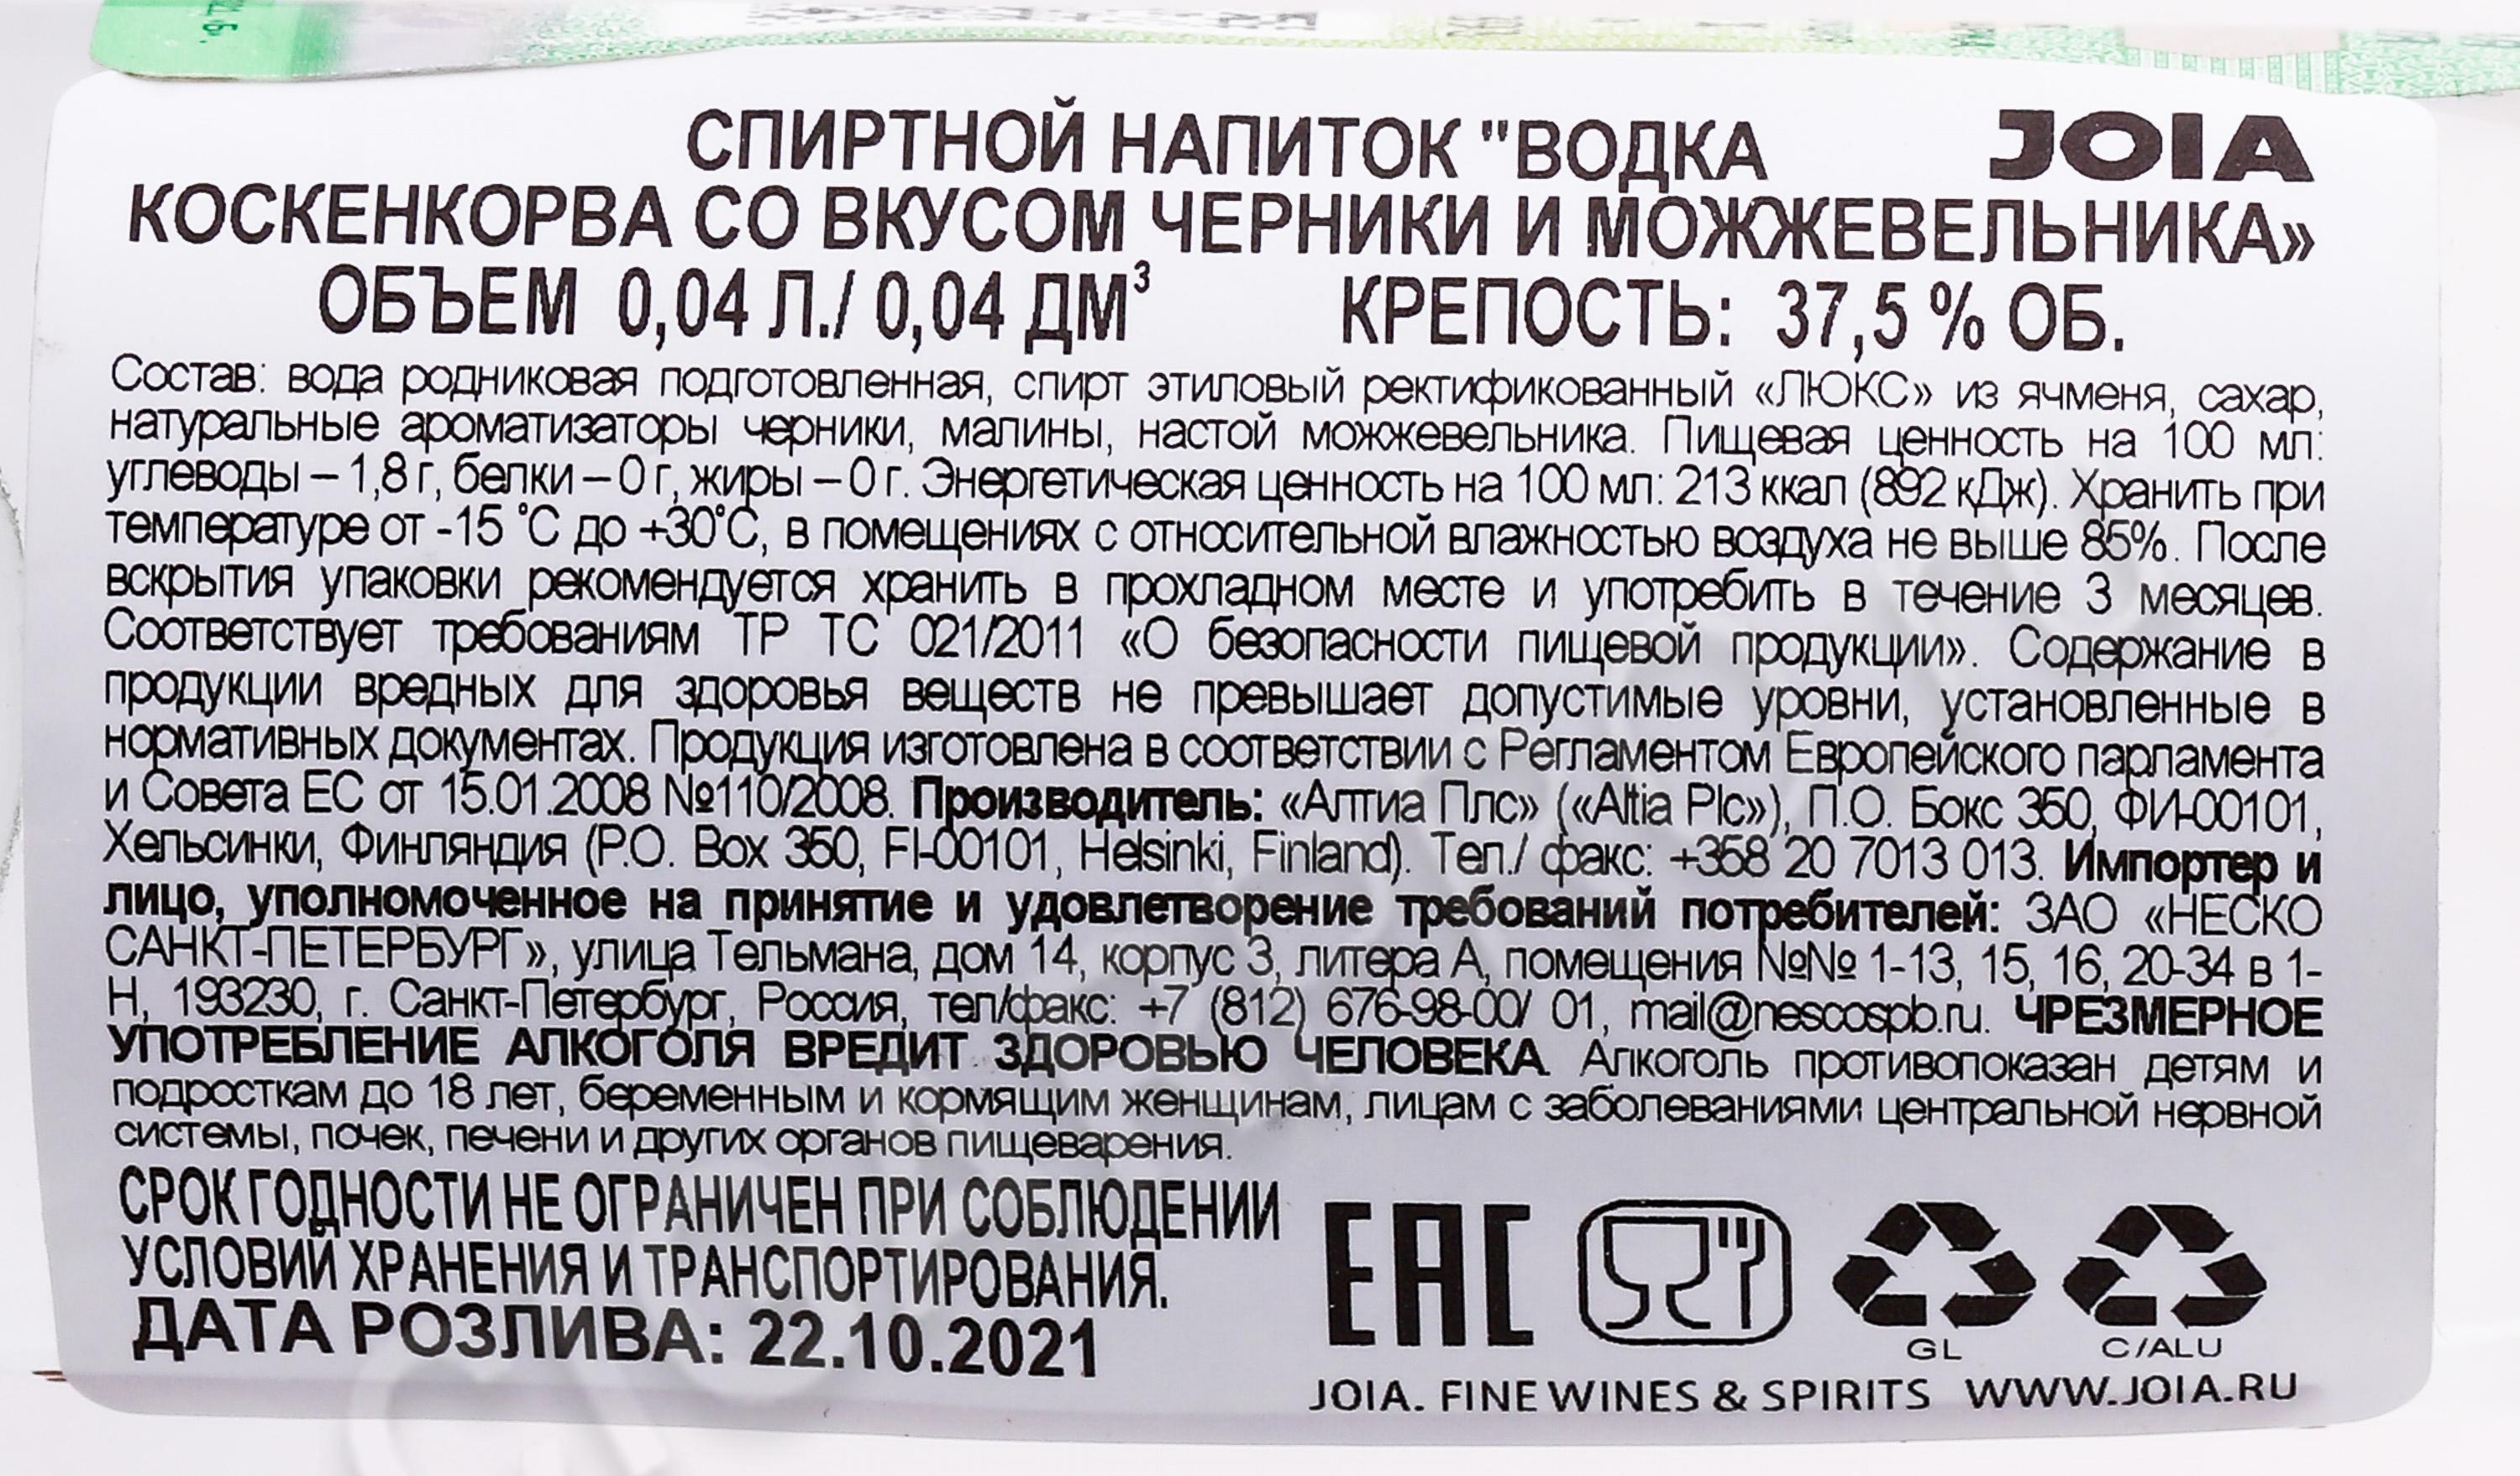 СПИРТНОЙ НАПИТОК "ВОДКА
JOIA
КОСКЕНКОРВА СО ВКУСОМ ЧЕРНИКИ И МОЖЖЕВЕЛЬНИКА»
ОБЪЕМ 0,04 Л./ 0,04 ДМ³ КРЕПОСТЬ: 37,5 % ОБ.
Состав: вода родниковая подготовленная, спирт этиловый ректификованный «ЛЮКС» из ячменя, сахар,
натуральные ароматизаторы черники, малины, настой можжевельника. Пищевая ценность на 100 мл:
углеводы – 1,8 г, белки – 0 г, жиры – 0 г. Энергетическая ценность на 100 мл: 213 ккал (892 кДж). Хранить при
температуре от -15 °С до +30°С, в помещениях с относительной влажностью воздуха не выше 85%. После
вскрытия упаковки рекомендуется хранить в прохладном месте и употребить в течение 3 месяцев.
Соответствует требованиям ТР ТС 021/2011 «О безопасности пищевой продукции». Содержание в
продукции вредных для здоровья веществ не превышает допустимые уровни, установленные в
нормативных документах. Продукция изготовлена в соответствии с Регламентом Европейского парламента
и Совета ЕС от 15.01.2008 №110/2008. Производитель: «Алтиа Плс» («Altia Plc»), П.О. Бокс 350, ФИ-00101,
Хельсинки, Финляндия (P.O. Box 350, FI-00101, Helsinki, Finland). Тел./ факс: +358 20 7013 013. Импортер и
лицо, уполномоченное на принятие и удовлетворение требований потребителей: ЗАО «НЕСКО
САНКТ-ПЕТЕРБУРГ», улица Тельмана, дом 14, корпус 3, литера А, помещения №№ 1-13, 15, 16, 20-34 в 1-
Н, 193230, г. Санкт-Петербург, Россия, тел/факс: +7 (812) 676-98-00/ 01, mail@nescospb.ru. ЧРЕЗМЕРНОЕ
УПОТРЕБЛЕНИЕ АЛКОГОЛЯ ВРЕДИТ ЗДОРОВЬЮ ЧЕЛОВЕКА. Алкоголь противопоказан детям и
подросткам до 18 лет, беременным и кормящим женщинам, лицам с заболеваниями центральной нервной
системы, почек, печени и других органов пищеварения.
СРОК ГОДНОСТИ НЕ ОГРАНИЧЕН ПРИ СОБЛЮДЕНИИ
УСЛОВИЙ ХРАНЕНИЯ И ТРАНСПОРТИРОВАНИЯ.
ДАТА РОЗЛИВА: 22.10.2021
EAC
GL
C/ALU
JOIA. FINE WINES & SPIRITS WWW.JOIA.RU